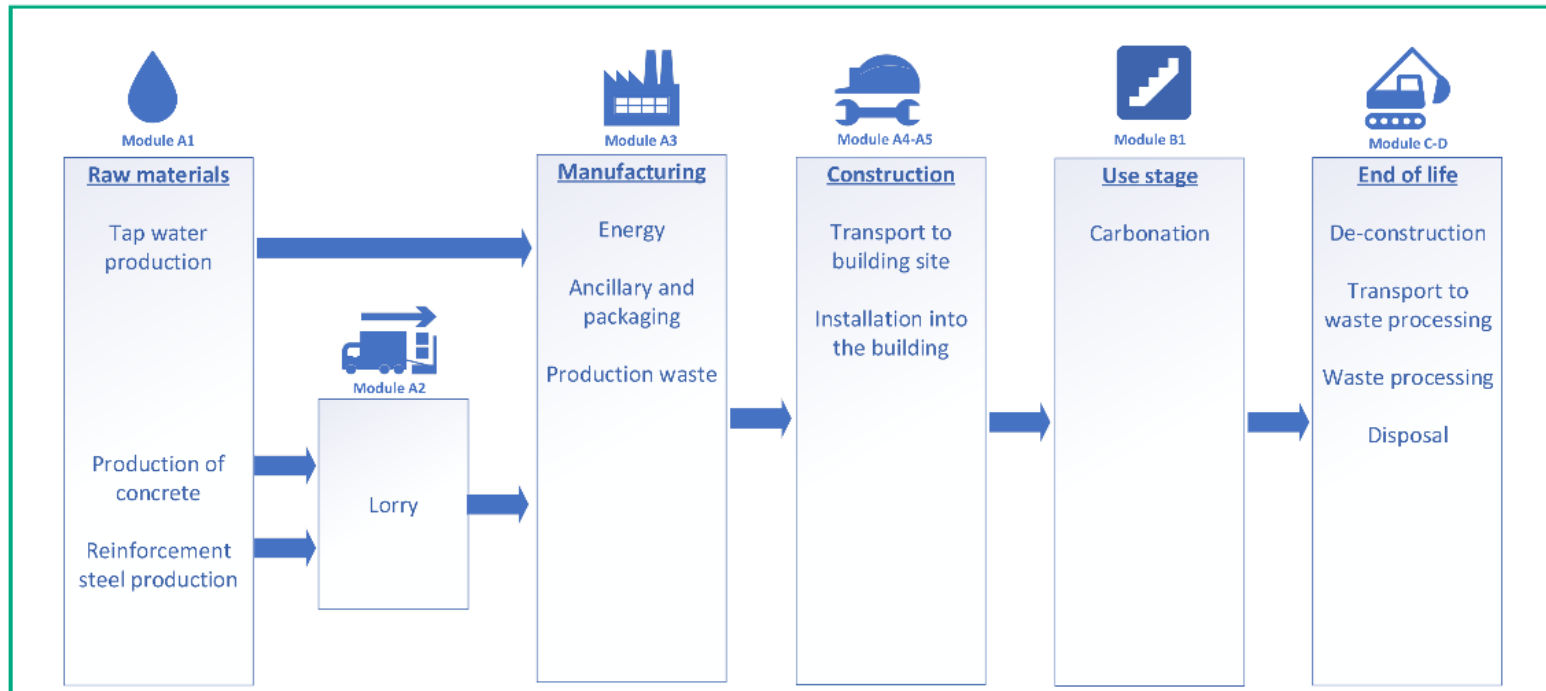 Module A1
Raw materials
Tap water
production
Production of
concrete
Reinforcement
steel production
Module A2
Lorry
Module A3
Manufacturing
Energy
Ancillary and
packaging
Production waste
Module A4-A5
Construction
Transport to
building site
Installation into
the building
Module B1
Use stage
Carbonation
Module C-D
End of life
De-construction
Transport to
waste processing
Waste processing
Disposal